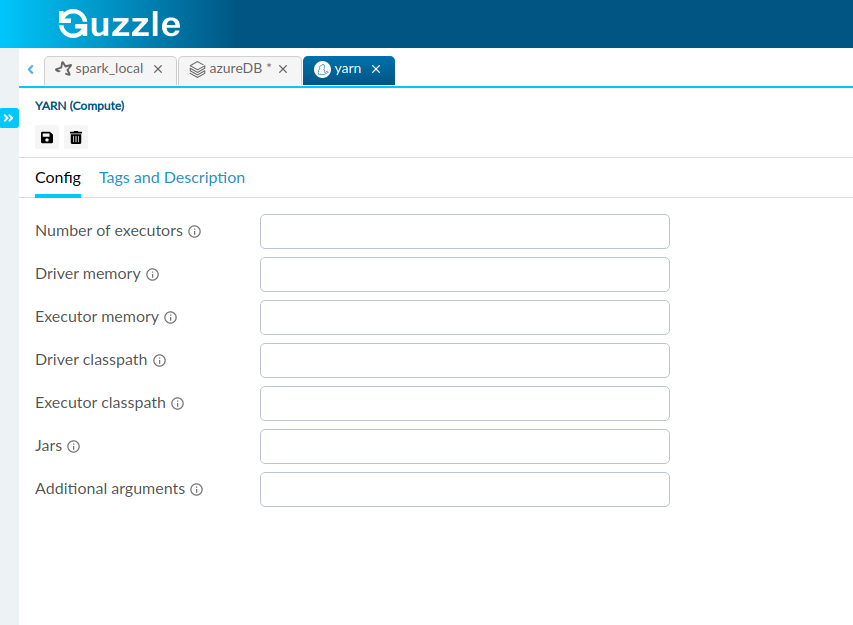 Guzzle
spark_local azureDB * yarn
YARN (Compute)
Config Tags and Description
Number of executors
Driver memory
Executor memory
Driver classpath
Executor classpath
Jars
Additional arguments